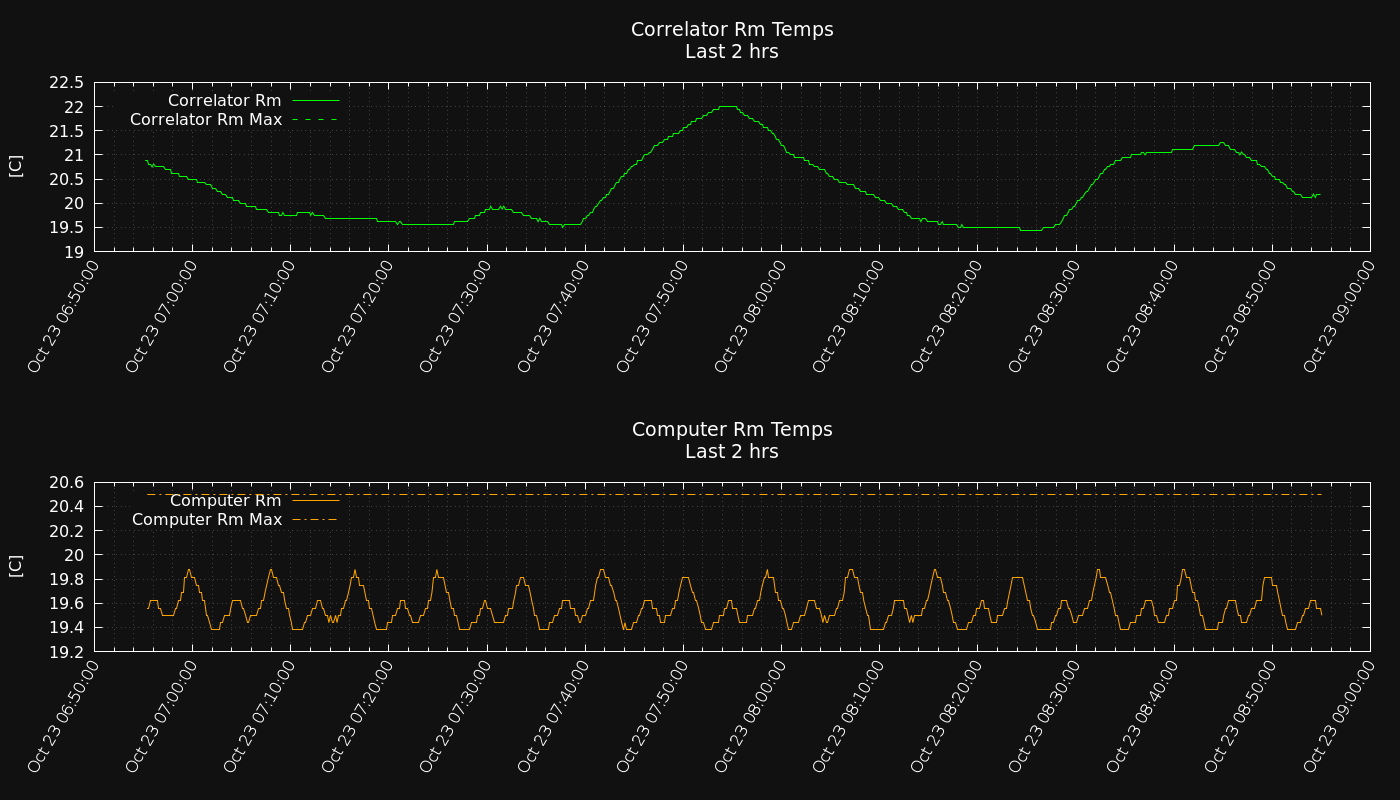 Correlator Rm Temps
Last 2 hrs
22.5
22
21.5
21
20.5
20
19.5
19
[C]
Correlator Rm
Correlator Rm Max
Oct 23 06:50:00
Oct 23 07:00:00
Oct 23 07:10:00
Oct 23 07:20:00
Oct 23 07:30:00
Oct 23 07:40:00
Oct 23 07:50:00
Oct 23 08:00:00
Oct 23 08:10:00
Oct 23 08:20:00
Oct 23 08:30:00
Oct 23 08:40:00
Oct 23 08:50:00
Oct 23 09:00:00
Computer Rm Temps
Last 2 hrs
20.6
20.4
20.2
20
19.8
19.6
19.4
19.2
[C]
Computer Rm
Computer Rm Max
Oct 23 06:50:00
Oct 23 07:00:00
Oct 23 07:10:00
Oct 23 07:20:00
Oct 23 07:30:00
Oct 23 07:40:00
Oct 23 07:50:00
Oct 23 08:00:00
Oct 23 08:10:00
Oct 23 08:20:00
Oct 23 08:30:00
Oct 23 08:40:00
Oct 23 08:50:00
Oct 23 09:00:00